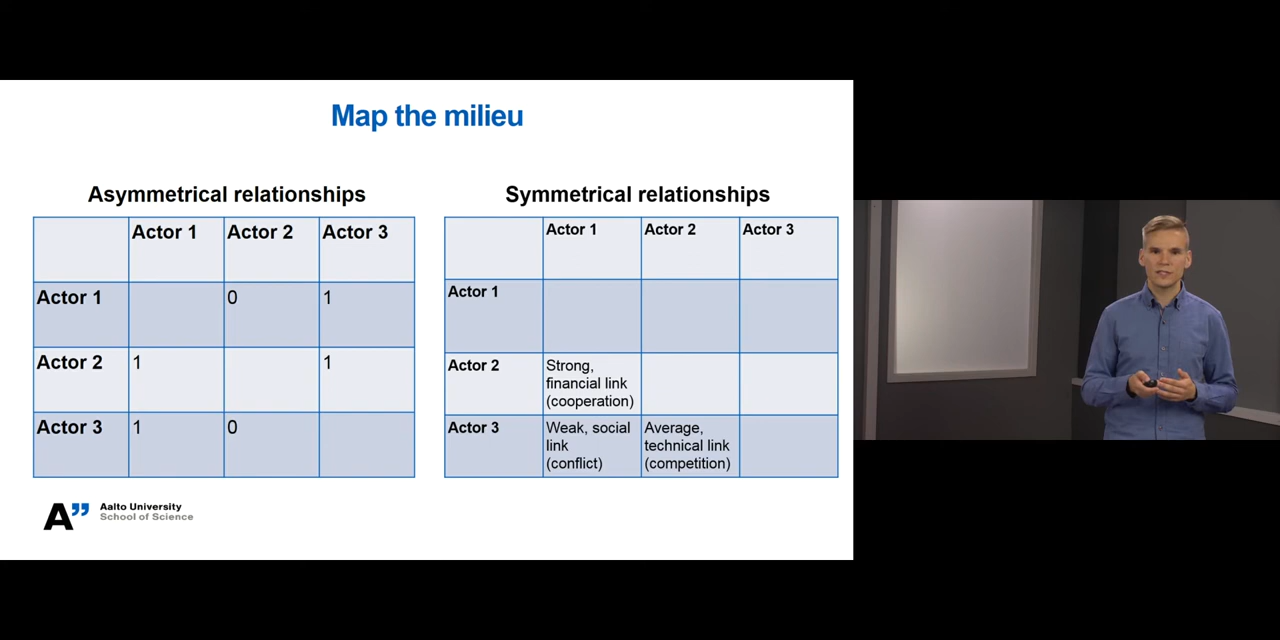 Map the milieu
Asymmetrical relationships
Actor 1 Actor 2 Actor 3
Actor 1 0 1
Actor 2 1 1
Actor 3 1 0
Symmetrical relationships
Actor 1 Actor 2 Actor 3
Actor 1
Actor 2 Strong,
financial link
(cooperation)
Actor 3 Weak, social Average,
link technical link
(conflict) (competition)
A”
Aalto University
School of Science